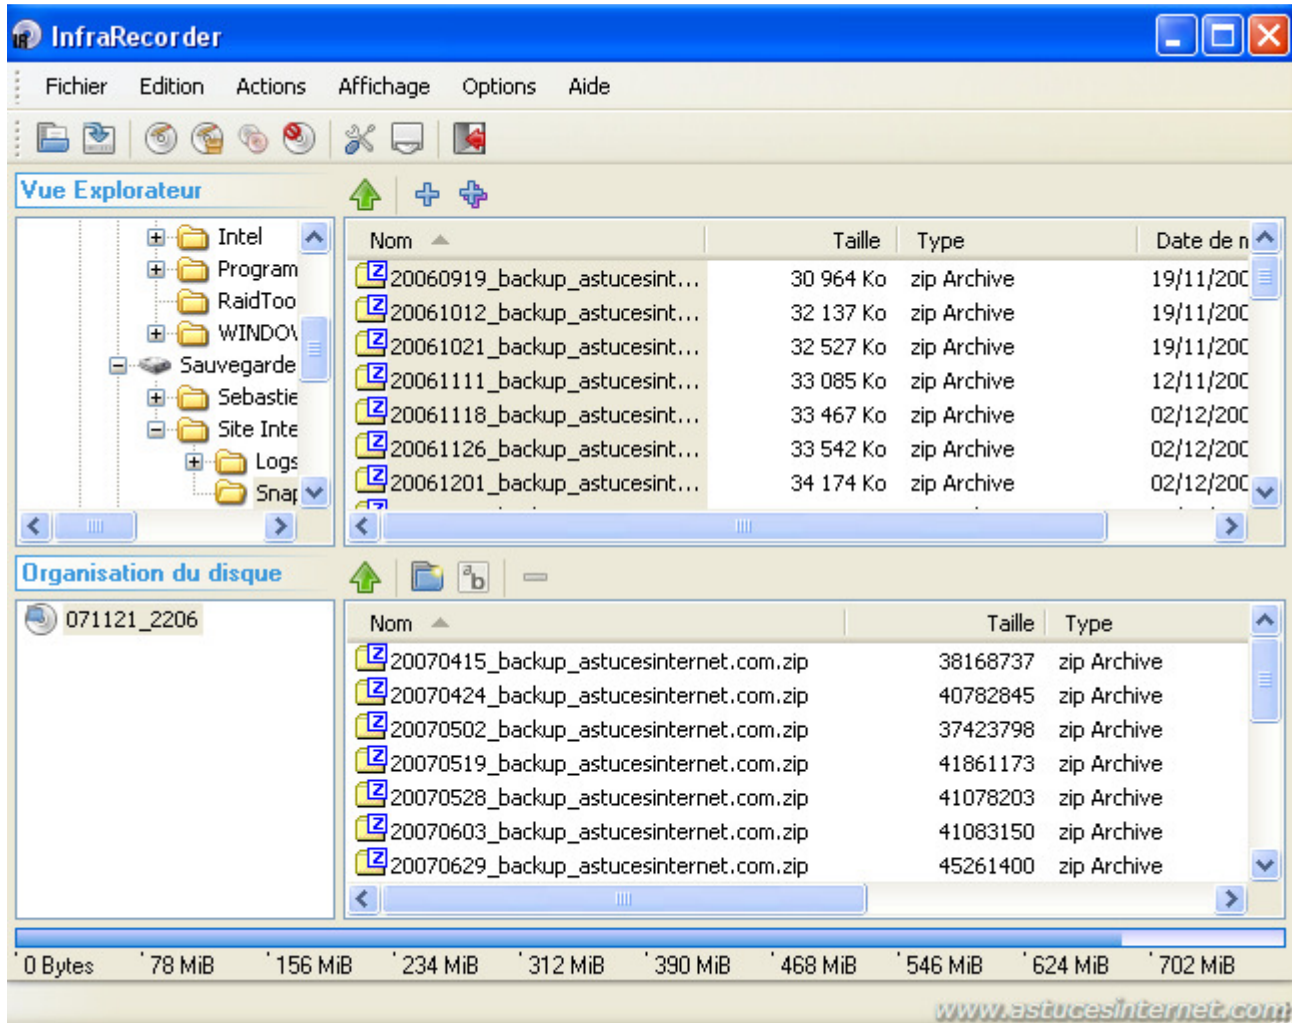 InfraRecorder
Fichier Edition Actions Affichage Options Aide
Vue Explorateur
Intel
Program
RaidToo
WINDOV
Sauvegarde
Sebastie
Site Inte
Logs
Snap
Nom Taille Type Date de m
20060919_backup_astucesint... 30 964 Ko zip Archive 19/11/200
20061012_backup_astucesint... 32 137 Ko zip Archive 19/11/200
20061021_backup_astucesint... 32 527 Ko zip Archive 19/11/200
20061111_backup_astucesint... 33 085 Ko zip Archive 12/11/200
20061118_backup_astucesint... 33 467 Ko zip Archive 02/12/200
20061126_backup_astucesint... 33 542 Ko zip Archive 02/12/200
20061201_backup_astucesint... 34 174 Ko zip Archive 02/12/200
Organisation du disque
071121_2206
Nom Taille Type
20070415_backup_astucesinternet.com.zip 38168737 zip Archive
20070424_backup_astucesinternet.com.zip 40782845 zip Archive
20070502_backup_astucesinternet.com.zip 37423798 zip Archive
20070519_backup_astucesinternet.com.zip 41861173 zip Archive
20070528_backup_astucesinternet.com.zip 41078203 zip Archive
20070603_backup_astucesinternet.com.zip 41083150 zip Archive
20070629_backup_astucesinternet.com.zip 45261400 zip Archive
0 Bytes 78 MiB 156 MiB 234 MiB 312 MiB 390 MiB 468 MiB 546 MiB 624 MiB 702 MiB
www.astucesinternet.com